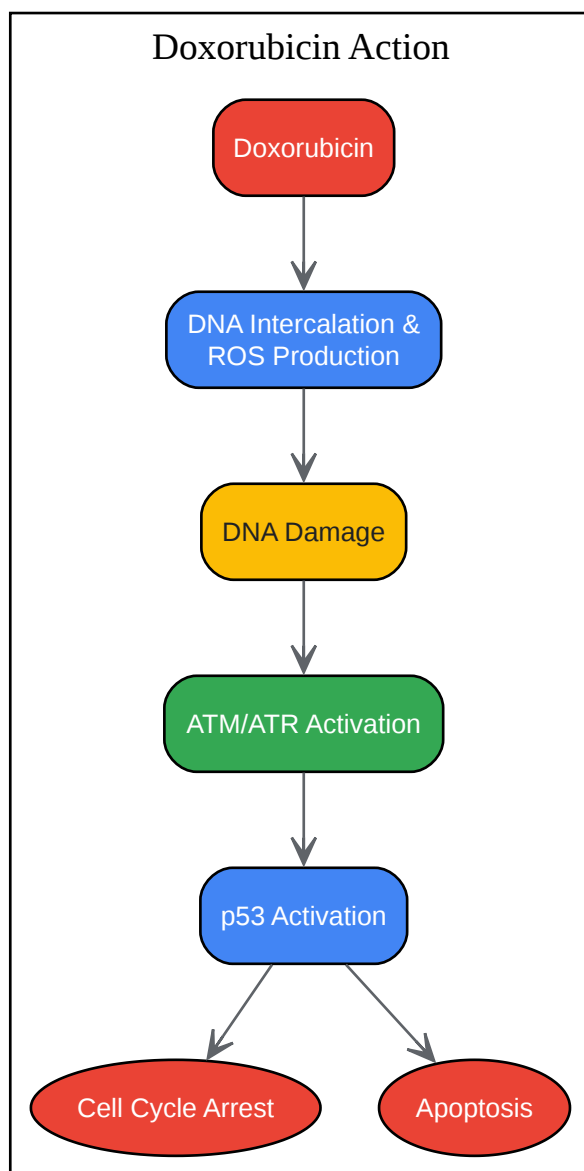 Doxorubicin Action
Doxorubicin
DNA Intercalation &
ROS Production
DNA Damage
ATM/ATR Activation
p53 Activation
Cell Cycle Arrest
Apoptosis